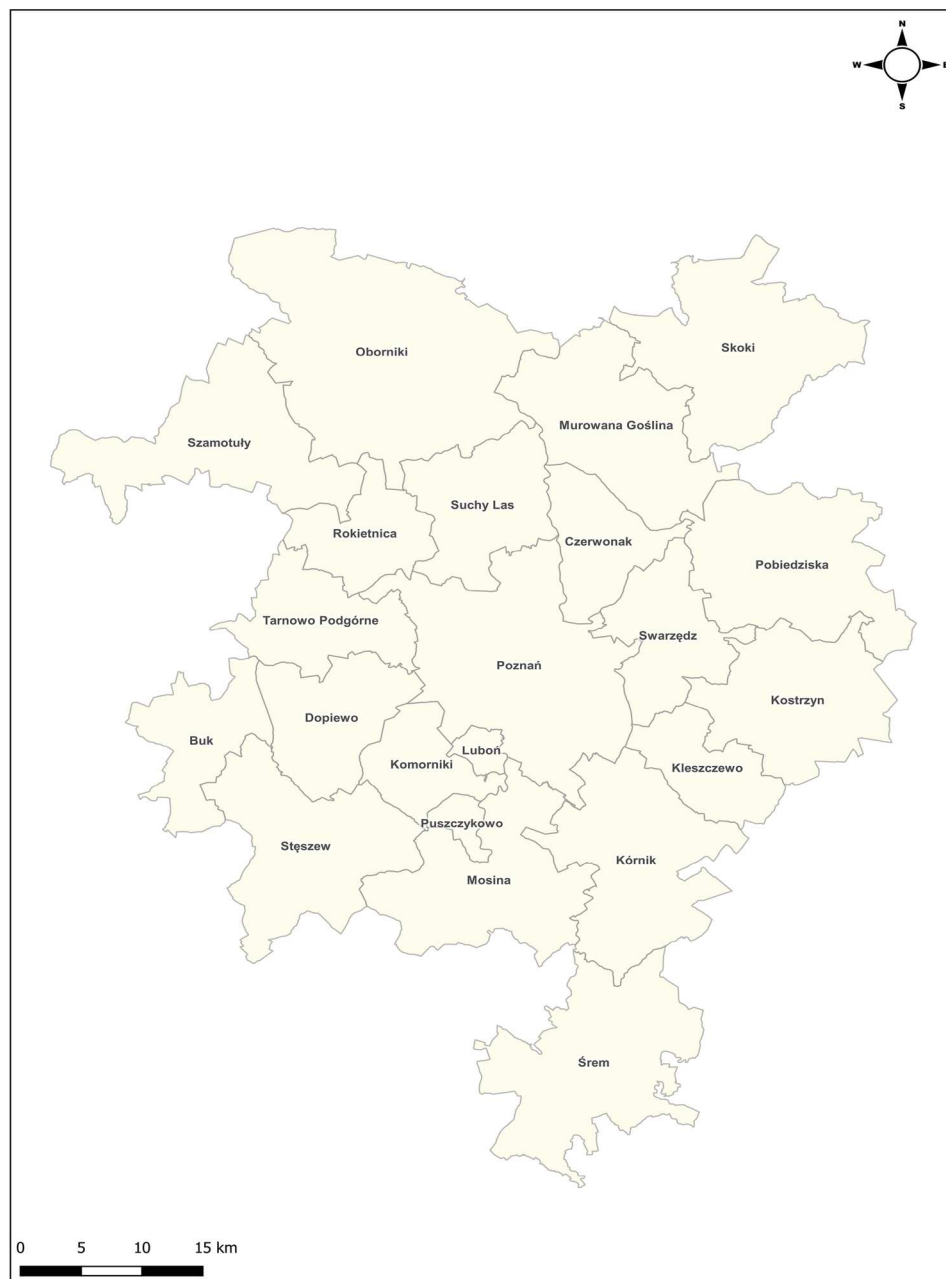 N
W E
S
Oborniki
Skoki
Murowana Goślina
Szamotuły
Suchy Las
Rokietnica
Czerwonak
Pobiedziska
Tarnowo Podgórne
Swarzędz
Poznań
Kostrzyn
Dopiewo
Buk
Luboń
Komorniki
Kleszczewo
Puszczykowo
Stęszew
Kórnik
Mosina
Śrem
0 5 10 15 km